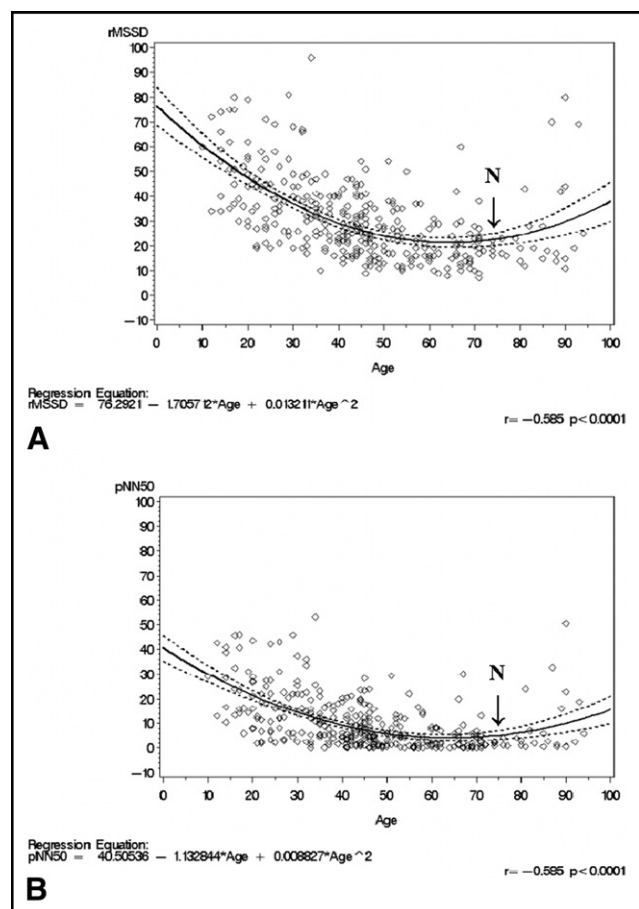 rMSSD
100
90
80
70
60
50
40
30
20
10
0
−10
N
0 10 20 30 40 50 60 70 80 90 100
Age
Regression Equation:
rMSSD = 76.2921 − 1.705712*Age + 0.013211*Age^2
r= −0.585 p<0.0001
A
pNN50
100
90
80
70
60
50
40
30
20
10
0
−10
N
0 10 20 30 40 50 60 70 80 90 100
Age
Regression Equation:
pNN50 = 40.50536 − 1.132844*Age + 0.008827*Age^2
r= −0.595 p<0.0001
B